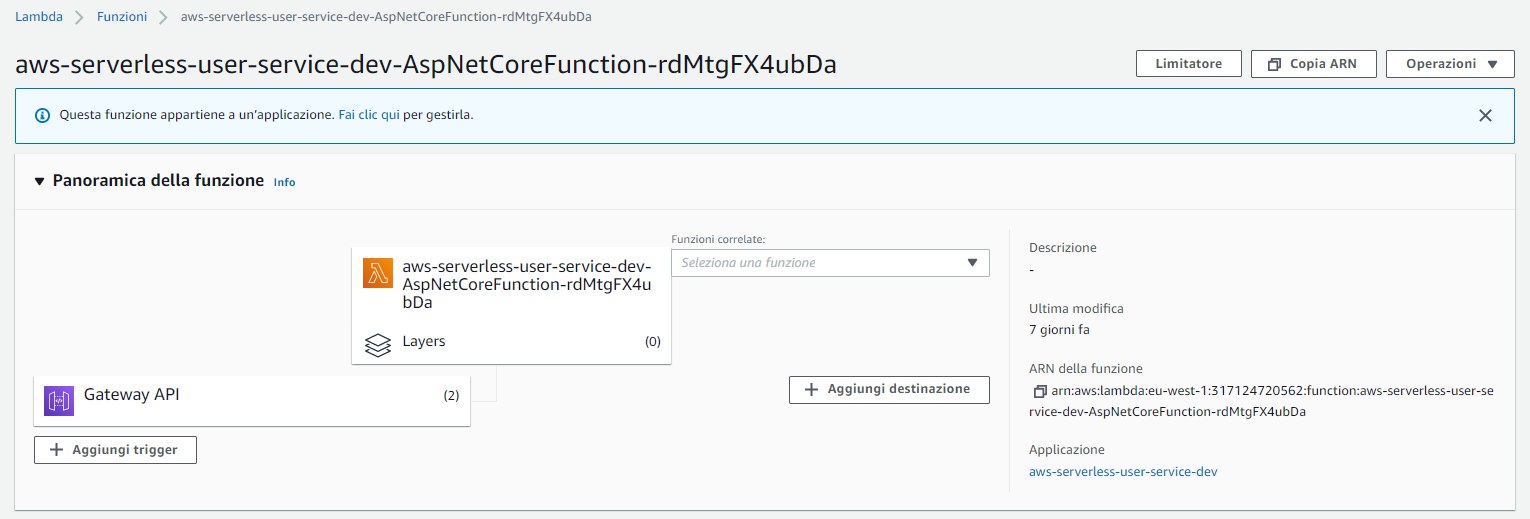 Lambda > Funzioni > aws-serverless-user-service-dev-AspNetCoreFunction-rdMtgFX4ubDa
aws-serverless-user-service-dev-AspNetCoreFunction-rdMtgFX4ubDa
Limitatore
Copia ARN
Operazioni
Questa funzione appartiene a un'applicazione. Fai clic qui per gestirla.
Panoramica della funzione Info
aws-serverless-user-service-dev-
AspNetCoreFunction-rdMtgFX4u
bDa
Layers (0)
Funzioni correlate:
Seleziona una funzione
Gateway API (2)
+ Aggiungi trigger
+ Aggiungi destinazione
Descrizione
-
Ultima modifica
7 giorni fa
ARN della funzione
arn:aws:lambda:eu-west-1:317124720562:function:aws-serverless-user-se
rvice-dev-AspNetCoreFunction-rdMtgFX4ubDa
Applicazione
aws-serverless-user-service-dev